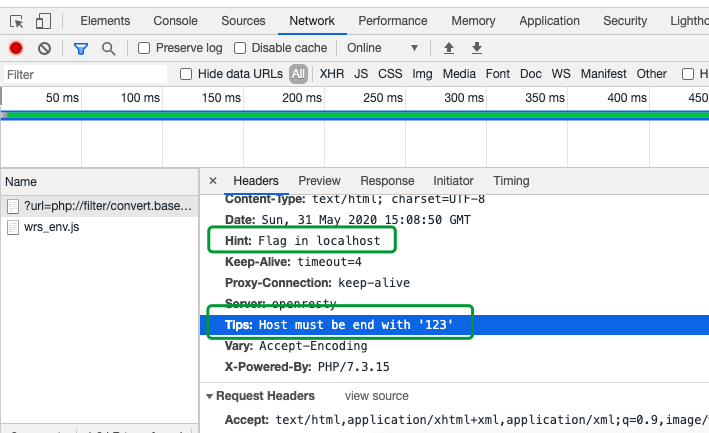 Elements Console Sources Network Performance Memory Application Security Lightho
Preserve log Disable cache Online
Filter Hide data URLs All XHR JS CSS Img Media Font Doc WS Manifest Other H
50 ms 100 ms 150 ms 200 ms 250 ms 300 ms 350 ms 400 ms 450
Name × Headers Preview Response Initiator Timing
?url=php://filter/convert.base...
wrs_env.js
Content-Type: text/html; charset=UTF-8
Date: Sun, 31 May 2020 15:08:50 GMT
Hint: Flag in localhost
Keep-Alive: timeout=4
Proxy-Connection: keep-alive
Server: openresty
Tips: Host must be end with '123'
Vary: Accept-Encoding
X-Powered-By: PHP/7.3.15
Request Headers view source
Accept: text/html,application/xhtml+xml,application/xml;q=0.9,image/